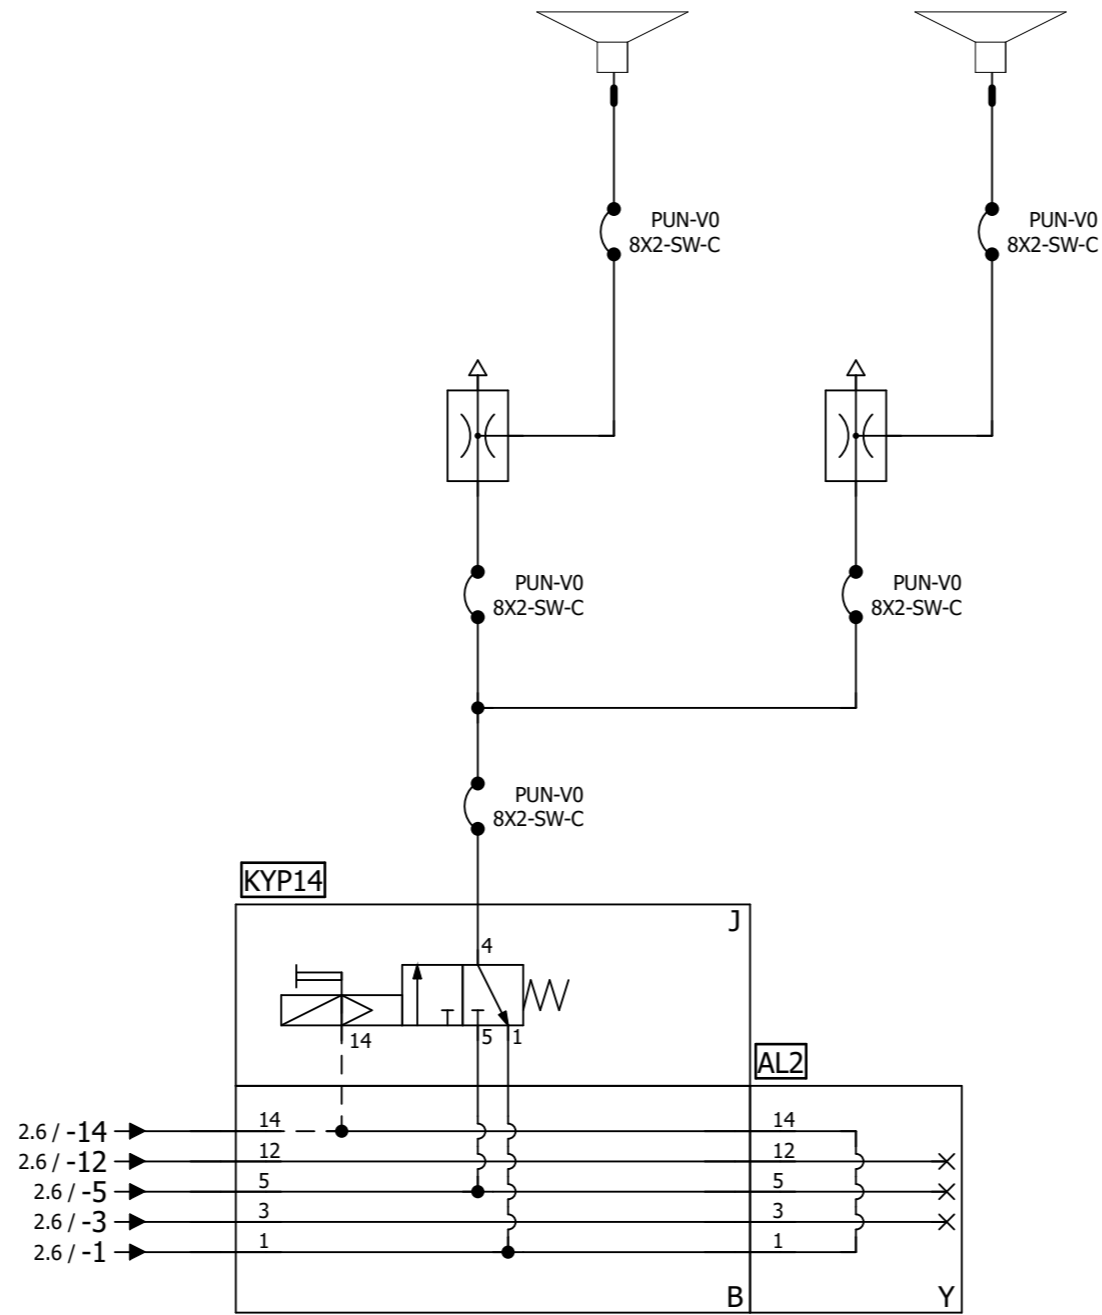 PUN-V0
8X2-SW-C
PUN-V0
8X2-SW-C
PUN-V0
8X2-SW-C
PUN-V0
8X2-SW-C
PUN-V0
8X2-SW-C
KYP14
J
4
14
5
1
AL2
2.6 / -14
14
14
2.6 / -12
12
12
2.6 / -5
5
5
2.6 / -3
3
3
2.6 / -1
1
1
B
Y